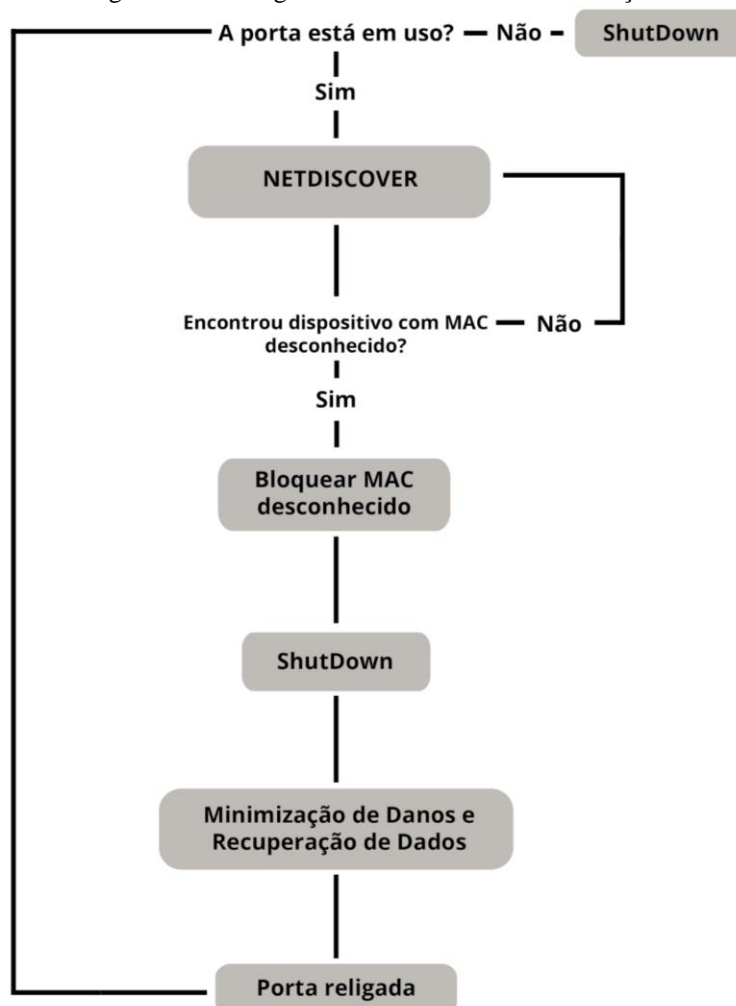 A porta está em uso? Não ShutDown
Sim
NETDISCOVER
Encontrou dispositivo com MAC
desconhecido?
Não
Sim
Bloquear MAC
desconhecido
ShutDown
Minimização de Danos e
Recuperação de Dados
Porta religada